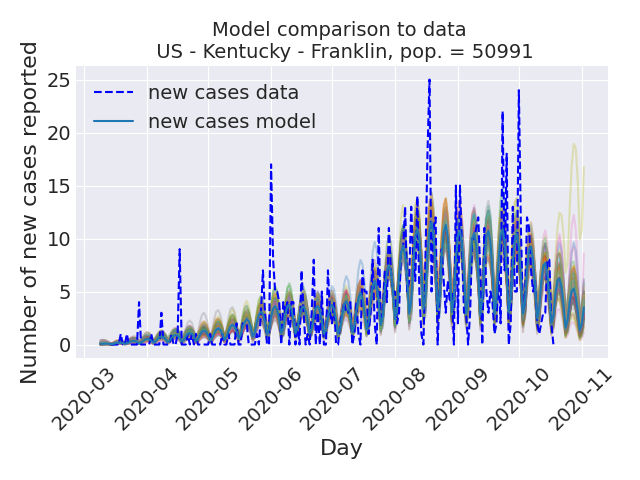 Model comparison to data
US - Kentucky - Franklin, pop. = 50991
Number of new cases reported
25
20
15
10
5
0
new cases data
new cases model
2020-03
2020-04
2020-05
2020-06
2020-07
2020-08
2020-09
2020-10
2020-11
Day